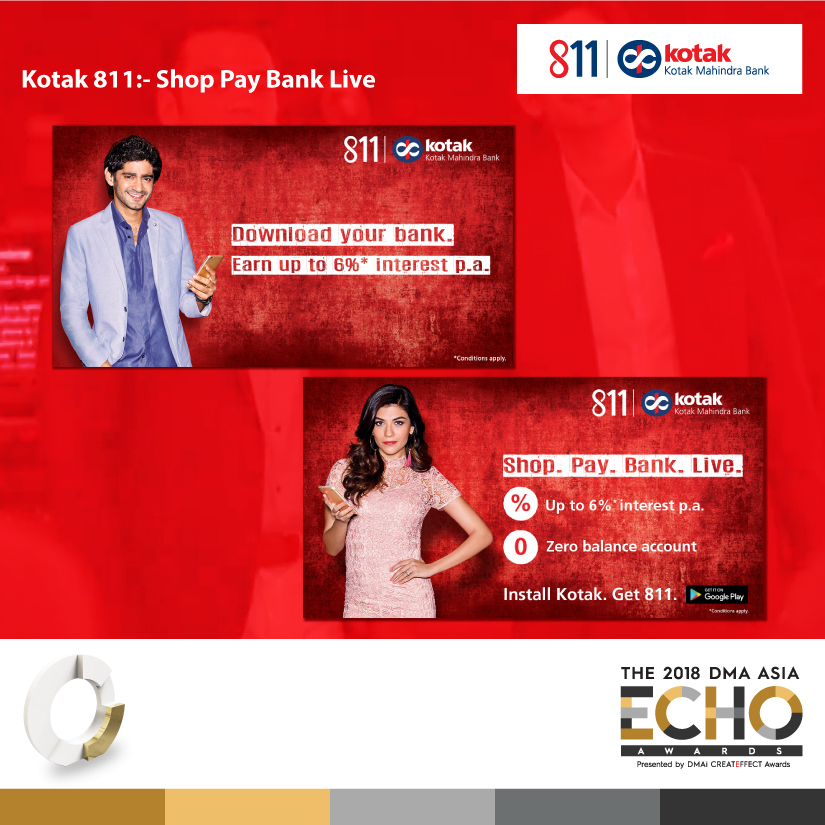 811 | kotak
Kotak Mahindra Bank
Kotak 811:- Shop Pay Bank Live
811 | kotak
Kotak Mahindra Bank
Download your bank.
Earn up to 6%* interest p.a.
*Conditions apply.
811 | kotak
Kotak Mahindra Bank
Shop. Pay. Bank. Live.
% Up to 6%* interest p.a.
0 Zero balance account
Install Kotak. Get 811.
GET IT ON
Google Play
*Conditions apply.
THE 2018 DMA ASIA
ECHO
AWARDS
Presented by DMAi CREATEFFECT Awards